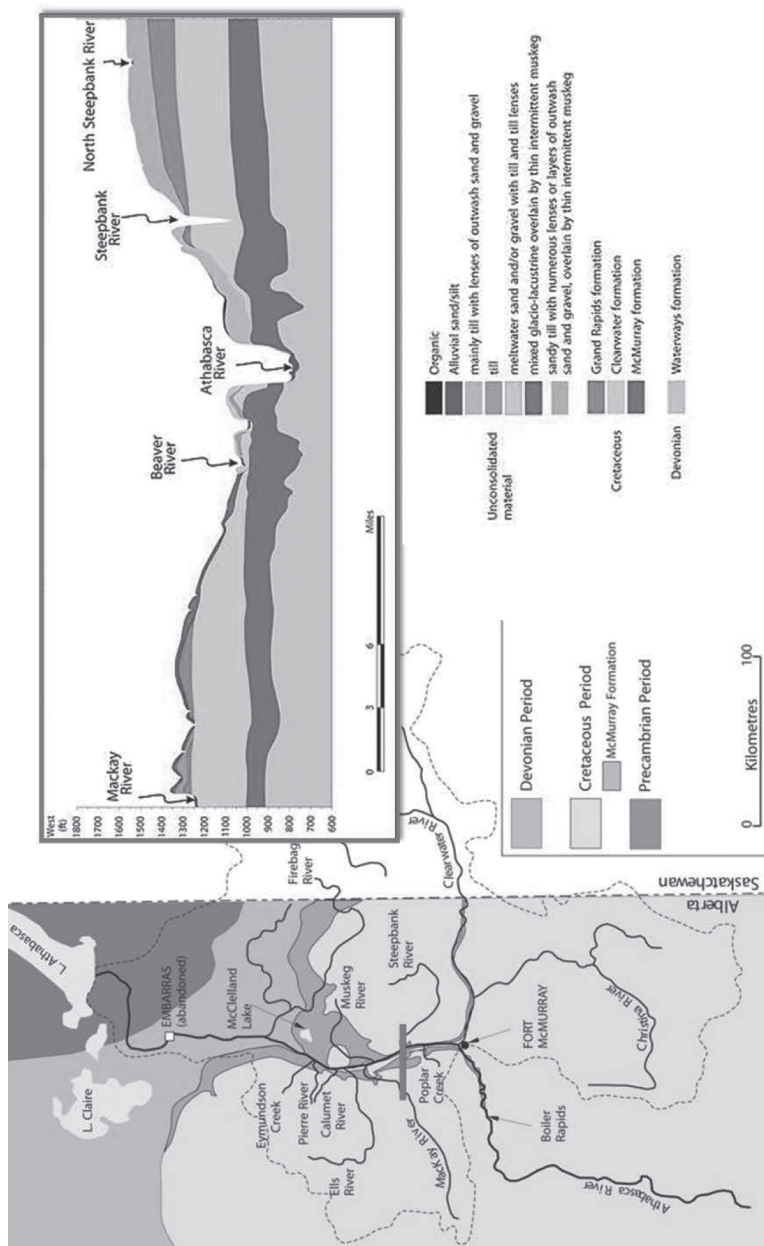 West
(ft)
1800
1700
1600
1500
1400
1300
1200
1100
1000
900
800
700
600
Mackay
River
Beaver
River
Athabasca
River
Steepbank
River
North Steepbank River
0
3
6
Miles
Unconsolidated
material
Organic
Alluvial sand/silt
mainly till with lenses of outwash sand and gravel
till
meltwater sand and/or gravel with till and till lenses
mixed glacio-lacustrine overlain by thin intermittent muskeg
sandy till with numerous lenses or layers of outwash
sand and gravel, overlain by thin intermittent muskeg
Cretaceous
Grand Rapids formation
Clearwater formation
McMurray formation
Devonian
Waterways formation
L. Athabasca
L. Claire
EMBARRAS
(abandoned)
McClelland
Lake
Firebag
River
Eymundson
Creek
Pierre River
Calumet
River
Ells
River
Muskeg
River
Steepbank
River
MacKay River
Poplar
Creek
Clearwater
River
FORT
McMURRAY
Boiler
Rapids
Christina River
Athabasca River
Alberta
Saskatchewan
Devonian Period
Cretaceous Period
McMurray Formation
Precambrian Period
0
100
Kilometres